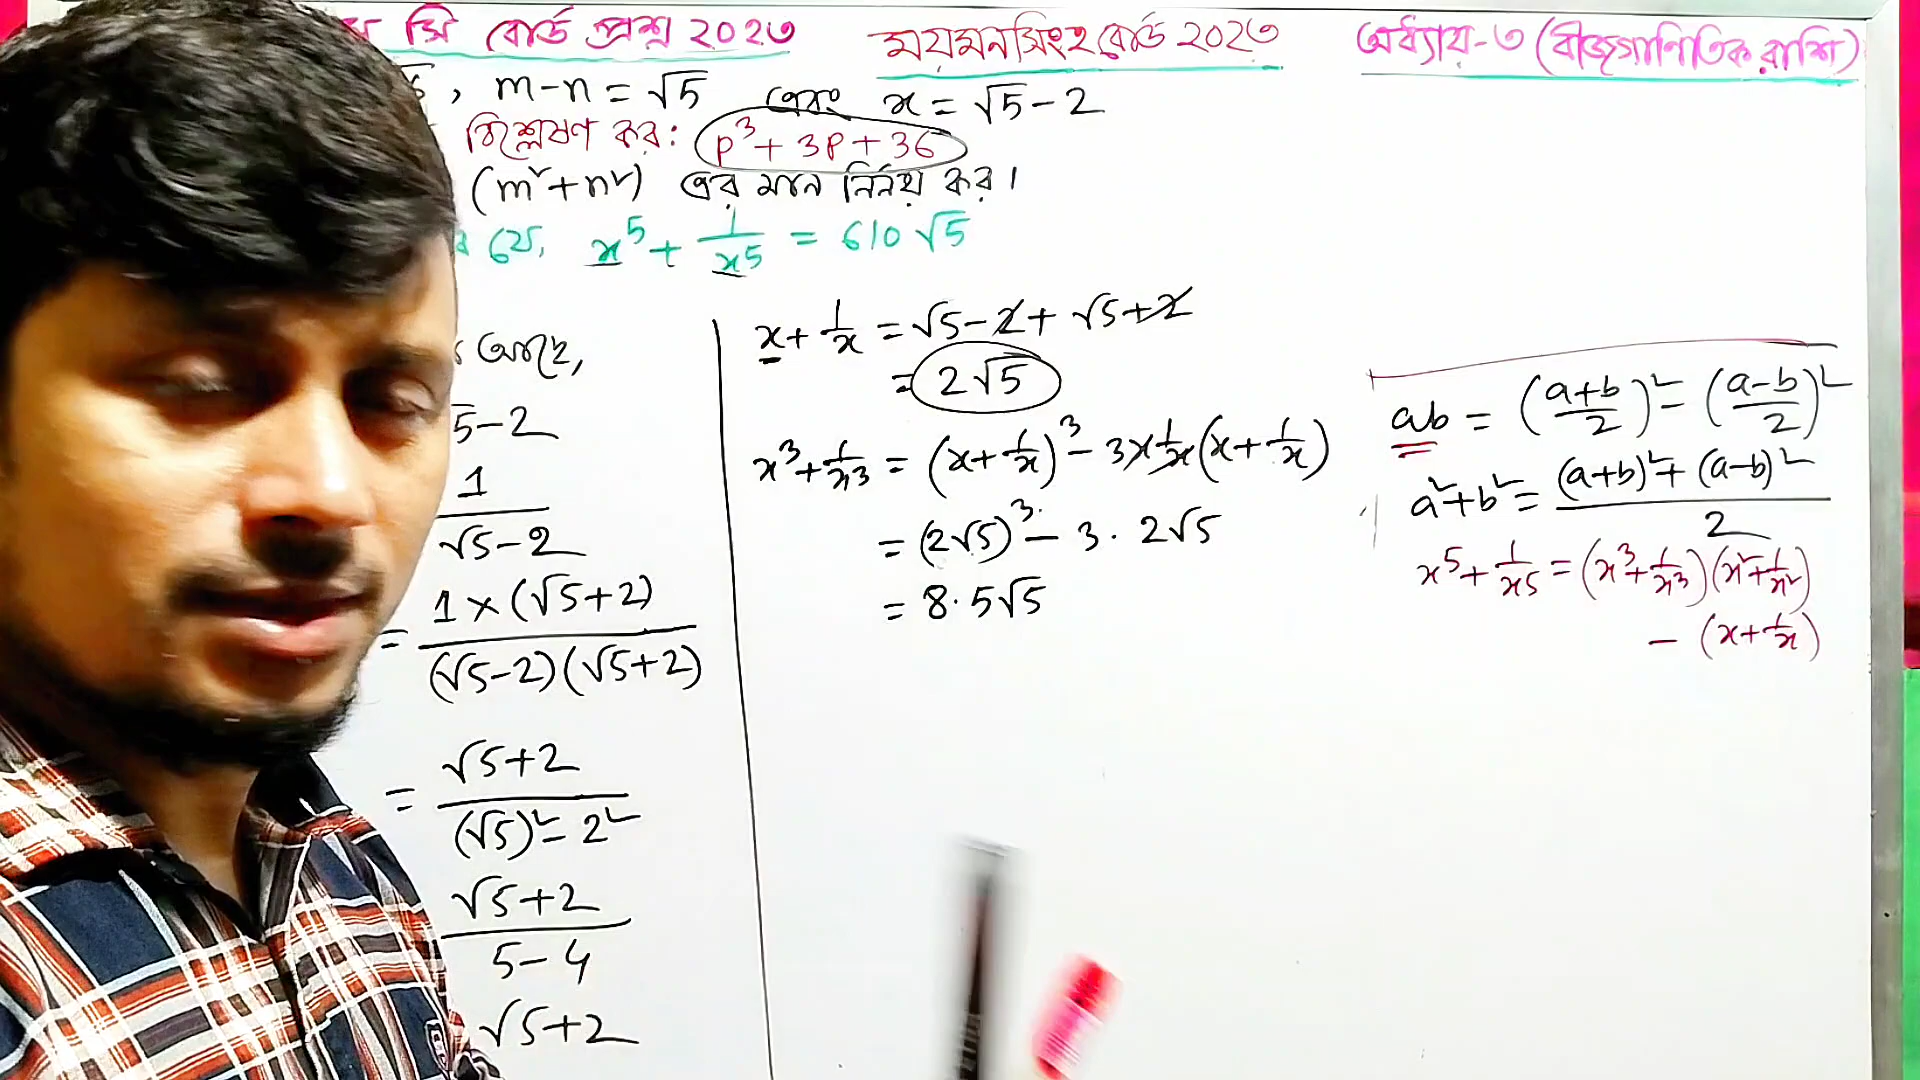 সি বোর্ড প্রশ্ন ২০২৩ ময়মনসিংহ বোর্ড ২০২৩ অধ্যায়-৩ (বীজগাণিতিক রাশি)
, m-n = √5 এবং x = √5-2
বিশ্লেষণ কর: p³ + 3p + 36
(m²+n²) এর মান নির্ণয় কর।
যে, x⁵ + 1/x⁵ = 610√5
আছে,
5-2
1/(√5-2)
= 1×(√5+2)/((√5-2)(√5+2))
= (√5+2)/((√5)²-2²)
(√5+2)/(5-4)
√5+2
x + 1/x = √5-2 + √5+2
= 2√5
x³ + 1/x³ = (x + 1/x)³ - 3x·1/x(x + 1/x)
= (2√5)³ - 3·2√5
= 8·5√5
ab = ((a+b)/2)² - ((a-b)/2)²
a²+b² = ((a+b)²+(a-b)²)/2
x⁵ + 1/x⁵ = (x³ + 1/x³)(x² + 1/x²)
- (x + 1/x)